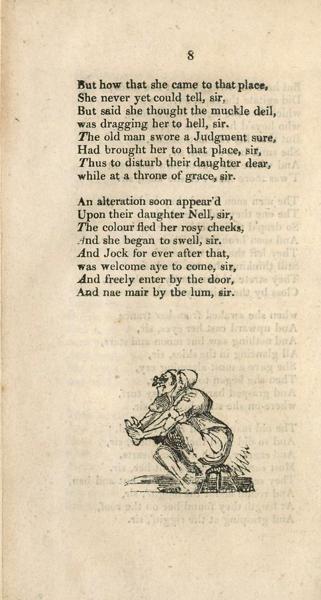 8
But how that she came to that place,
She never yet could tell, sir,
But said she thought the muckle deil,
was dragging her to hell, sir.
The old man swore a Judgment sure,
Had brought her to that place, sir,
Thus to disturb their daughter dear,
while at a throne of grace, sir.
An alteration soon appear'd
Upon their daughter Nell, sir,
The colour fled her rosy cheeks,
And she began to swell, sir.
And Jock for ever after that,
was welcome aye to come, sir,
And freely enter by the door,
And nae mair by the lum, sir.